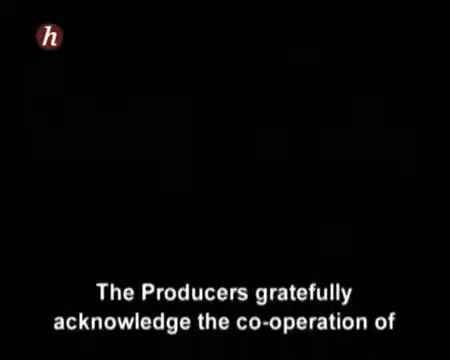 h
The Producers gratefully
acknowledge the co-operation of